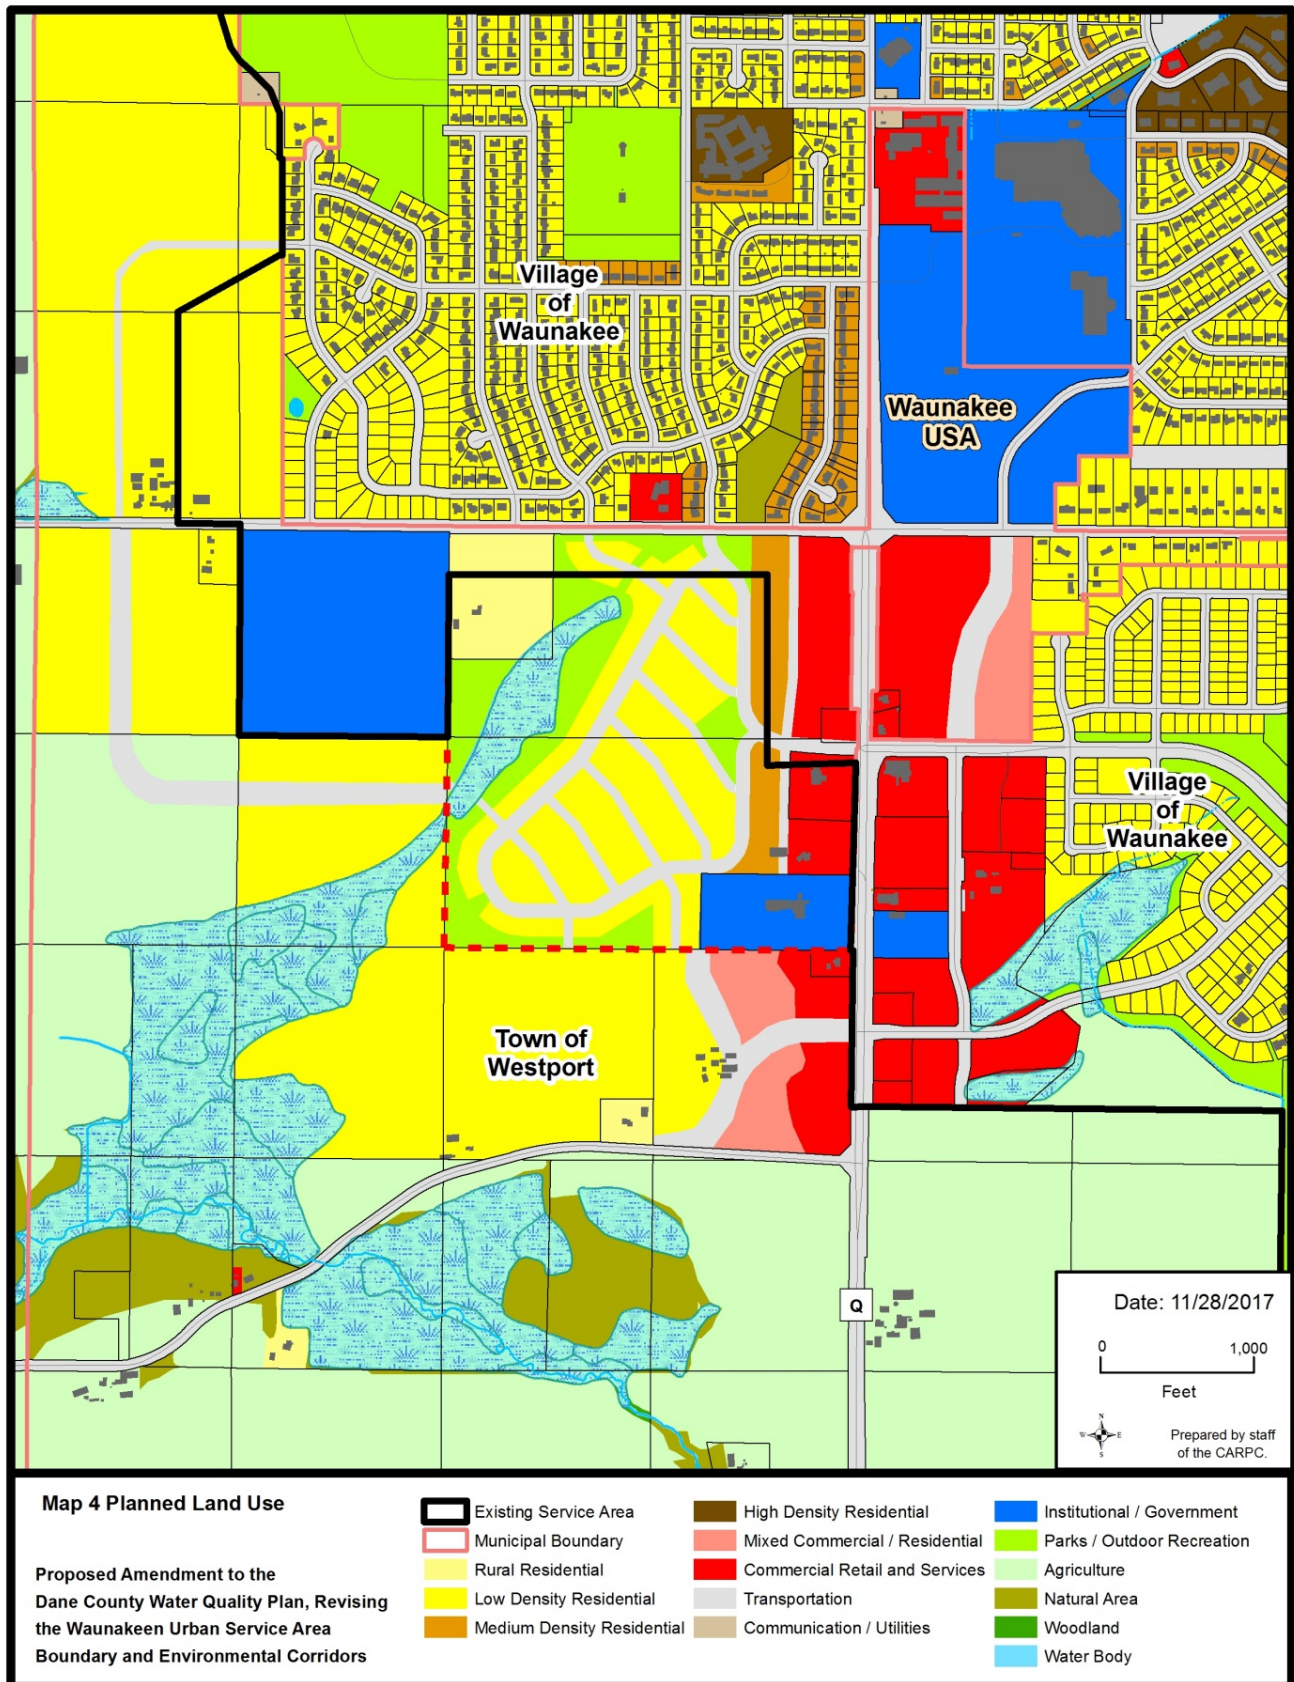 Village
of
Waunakee
Waunakee
USA
Village
of
Waunakee
Town of
Westport
Q
Date: 11/28/2017
0 1,000
Feet
N
W E
S
Prepared by staff
of the CARPC.
Map 4 Planned Land Use
Proposed Amendment to the
Dane County Water Quality Plan, Revising
the Waunakeen Urban Service Area
Boundary and Environmental Corridors
Existing Service Area
Municipal Boundary
Rural Residential
Low Density Residential
Medium Density Residential
High Density Residential
Mixed Commercial / Residential
Commercial Retail and Services
Transportation
Communication / Utilities
Institutional / Government
Parks / Outdoor Recreation
Agriculture
Natural Area
Woodland
Water Body